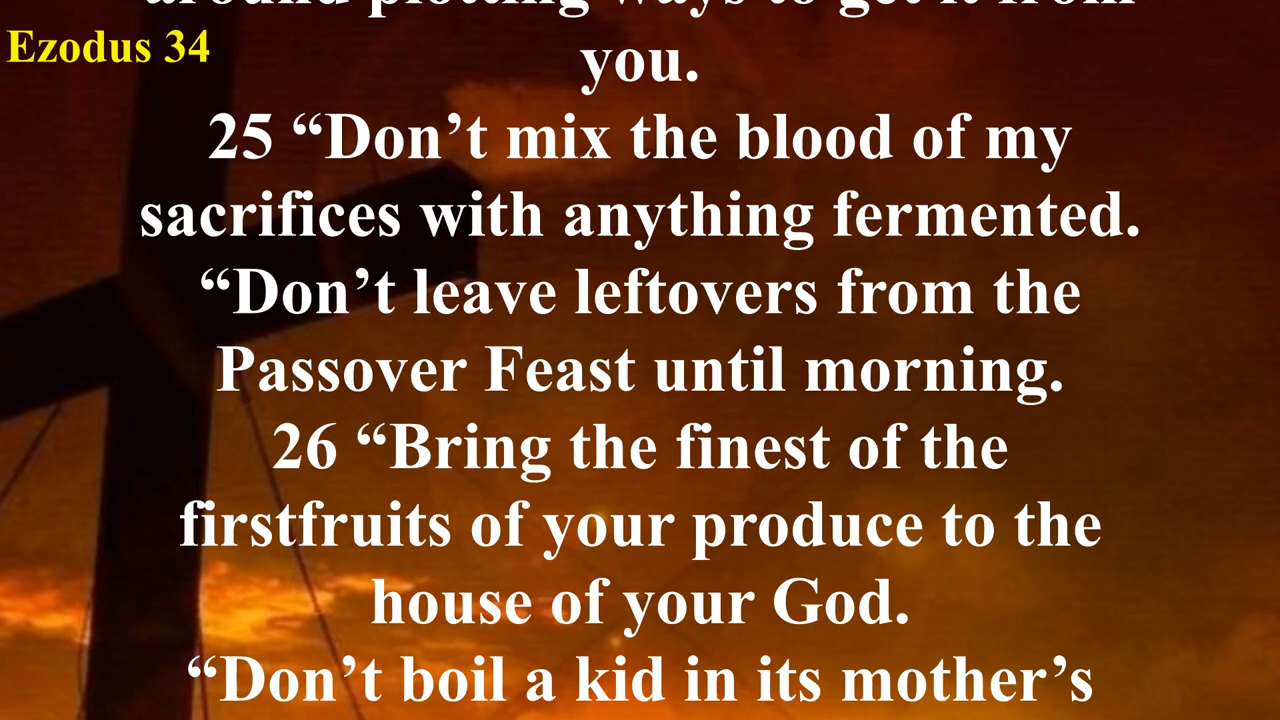 around plotting ways to get it from
Ezodus 34
you.
25 “Don’t mix the blood of my
sacrifices with anything fermented.
“Don’t leave leftovers from the
Passover Feast until morning.
26 “Bring the finest of the
firstfruits of your produce to the
house of your God.
“Don’t boil a kid in its mother’s